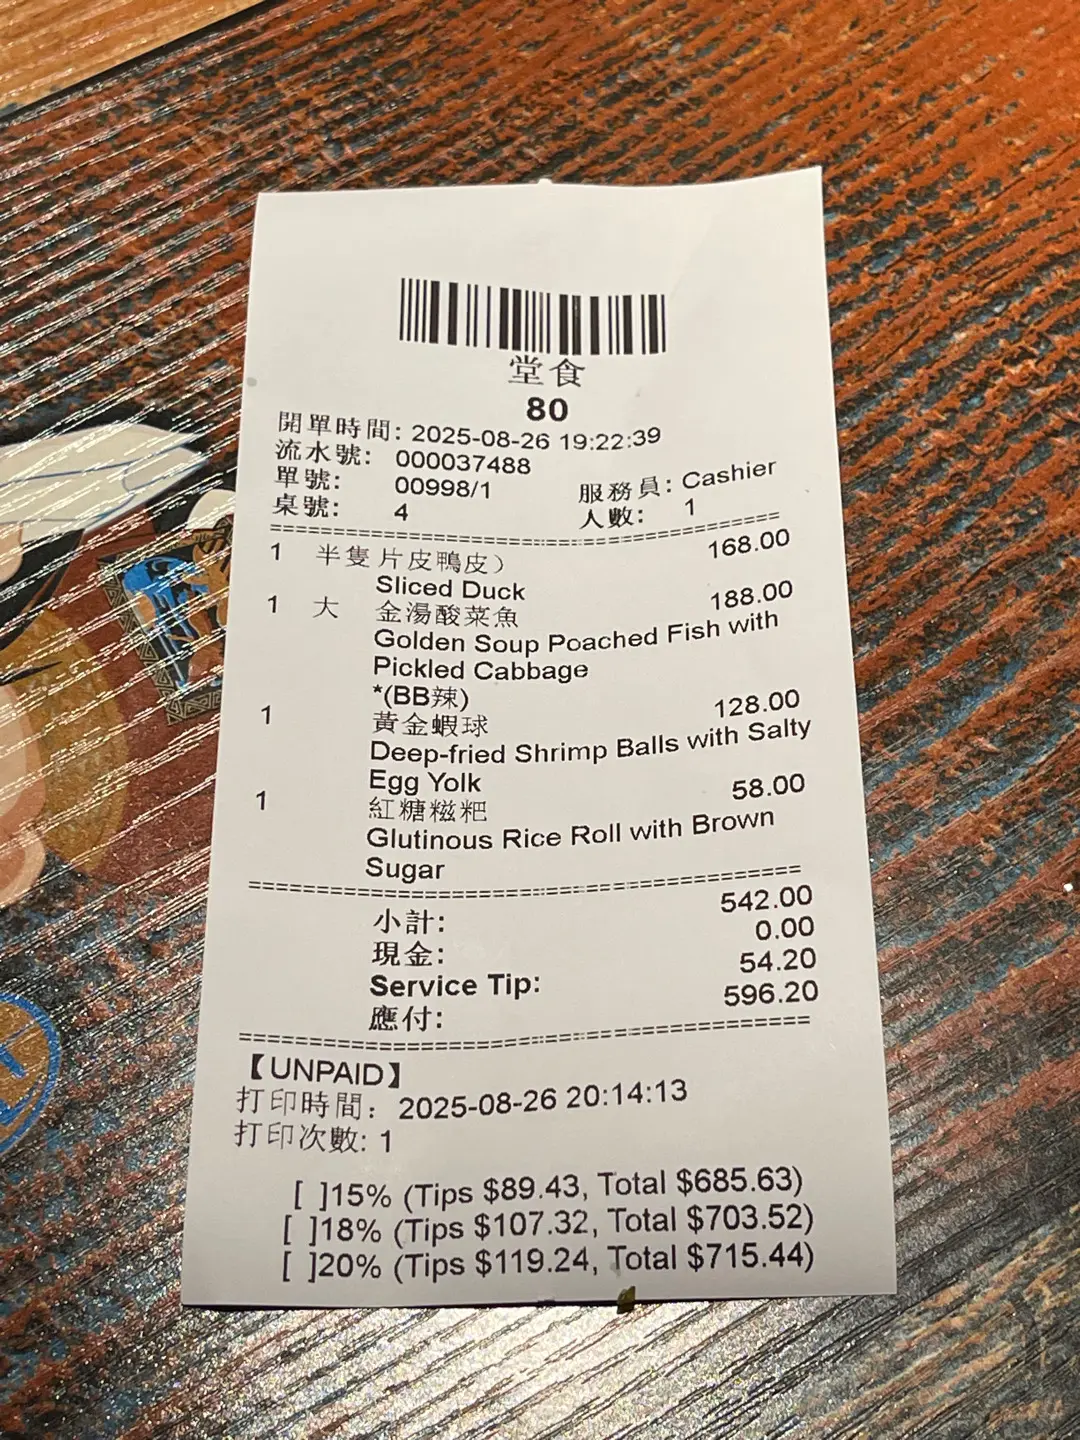 堂食
80
開單時間: 2025-08-26 19:22:39
流水號: 000037488
單號: 00998/1 服務員: Cashier
桌號: 4 人數: 1
1 半隻片皮鴨皮） 168.00
Sliced Duck
1 大 金湯酸菜魚 188.00
Golden Soup Poached Fish with
Pickled Cabbage
*(BB辣)
1 黃金蝦球 128.00
Deep-fried Shrimp Balls with Salty
Egg Yolk
1 紅糖糍粑 58.00
Glutinous Rice Roll with Brown
Sugar
小計: 542.00
現金: 0.00
Service Tip: 54.20
應付: 596.20
【UNPAID】
打印時間: 2025-08-26 20:14:13
打印次數: 1
[ ]15% (Tips $89.43, Total $685.63)
[ ]18% (Tips $107.32, Total $703.52)
[ ]20% (Tips $119.24, Total $715.44)